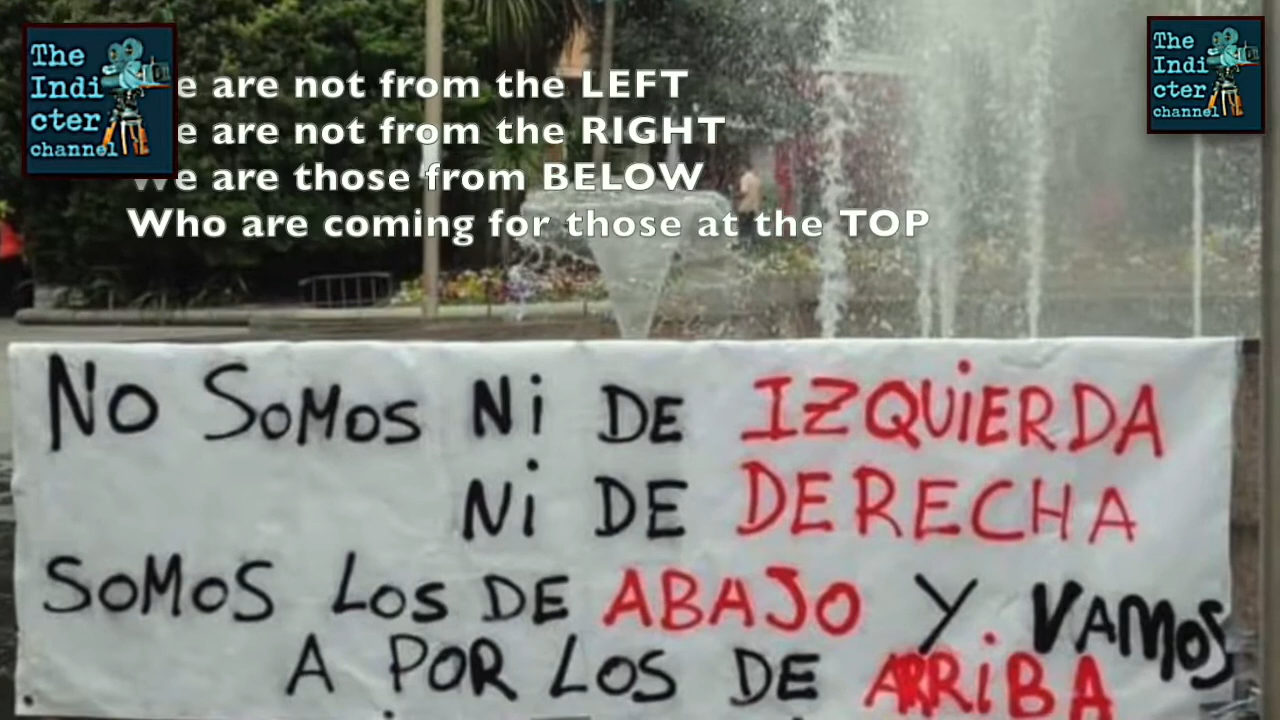 The
Indi
cter
channel
The
Indi
cter
channel
e are not from the LEFT
e are not from the RIGHT
We are those from BELOW
Who are coming for those at the TOP
No SoMos Ni DE IZQUiERDA
Ni DE DERECHA
SoMoS Los DE ABAJO Y VAMOS
A POR LOS DE ARRiBA